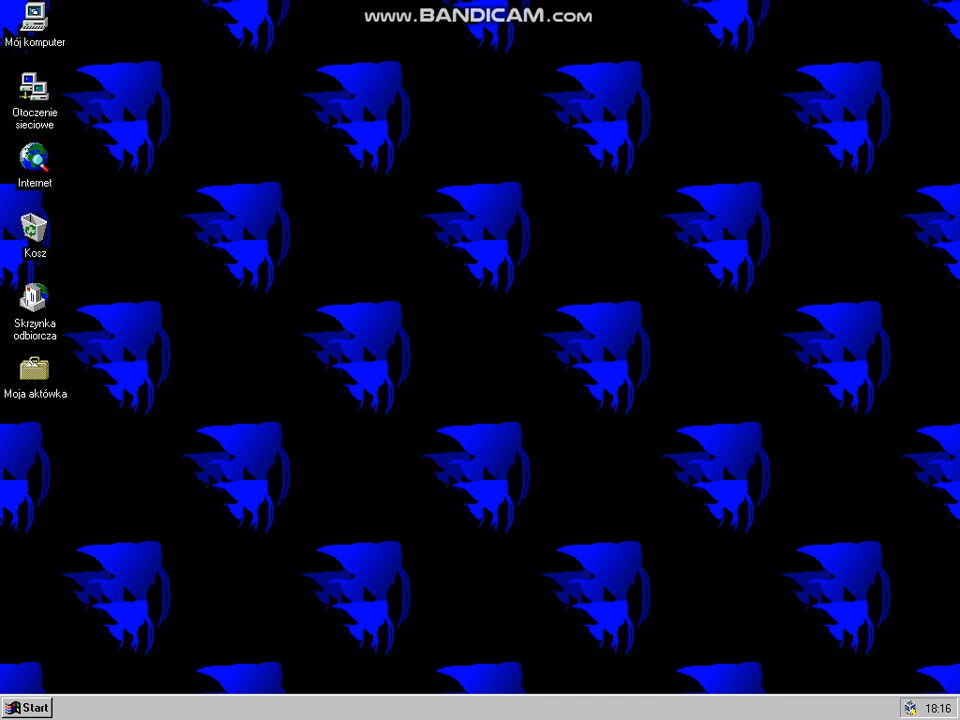 www.BANDICAM.com
Mój komputer
Otoczenie
sieciowe
Internet
Kosz
Skrzynka
odbiorcza
Moja aktówka
Start
18:16